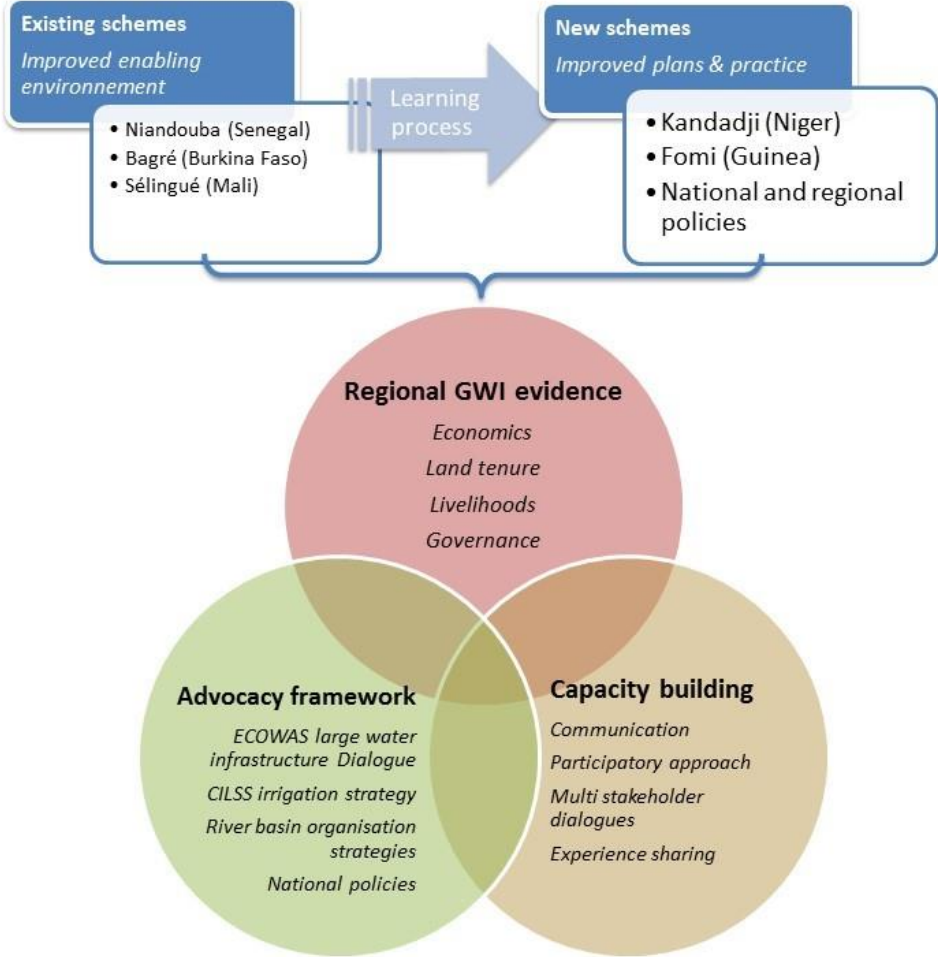 Existing schemes
Improved enabling
environnement
• Niandouba (Senegal)
• Bagré (Burkina Faso)
• Sélingué (Mali)
Learning
process
New schemes
Improved plans & practice
• Kandadji (Niger)
• Fomi (Guinea)
• National and regional
policies
Regional GWI evidence
Economics
Land tenure
Livelihoods
Governance
Advocacy framework
ECOWAS large water
infrastructure Dialogue
CILSS irrigation strategy
River basin organisation
strategies
National policies
Capacity building
Communication
Participatory approach
Multi stakeholder
dialogues
Experience sharing